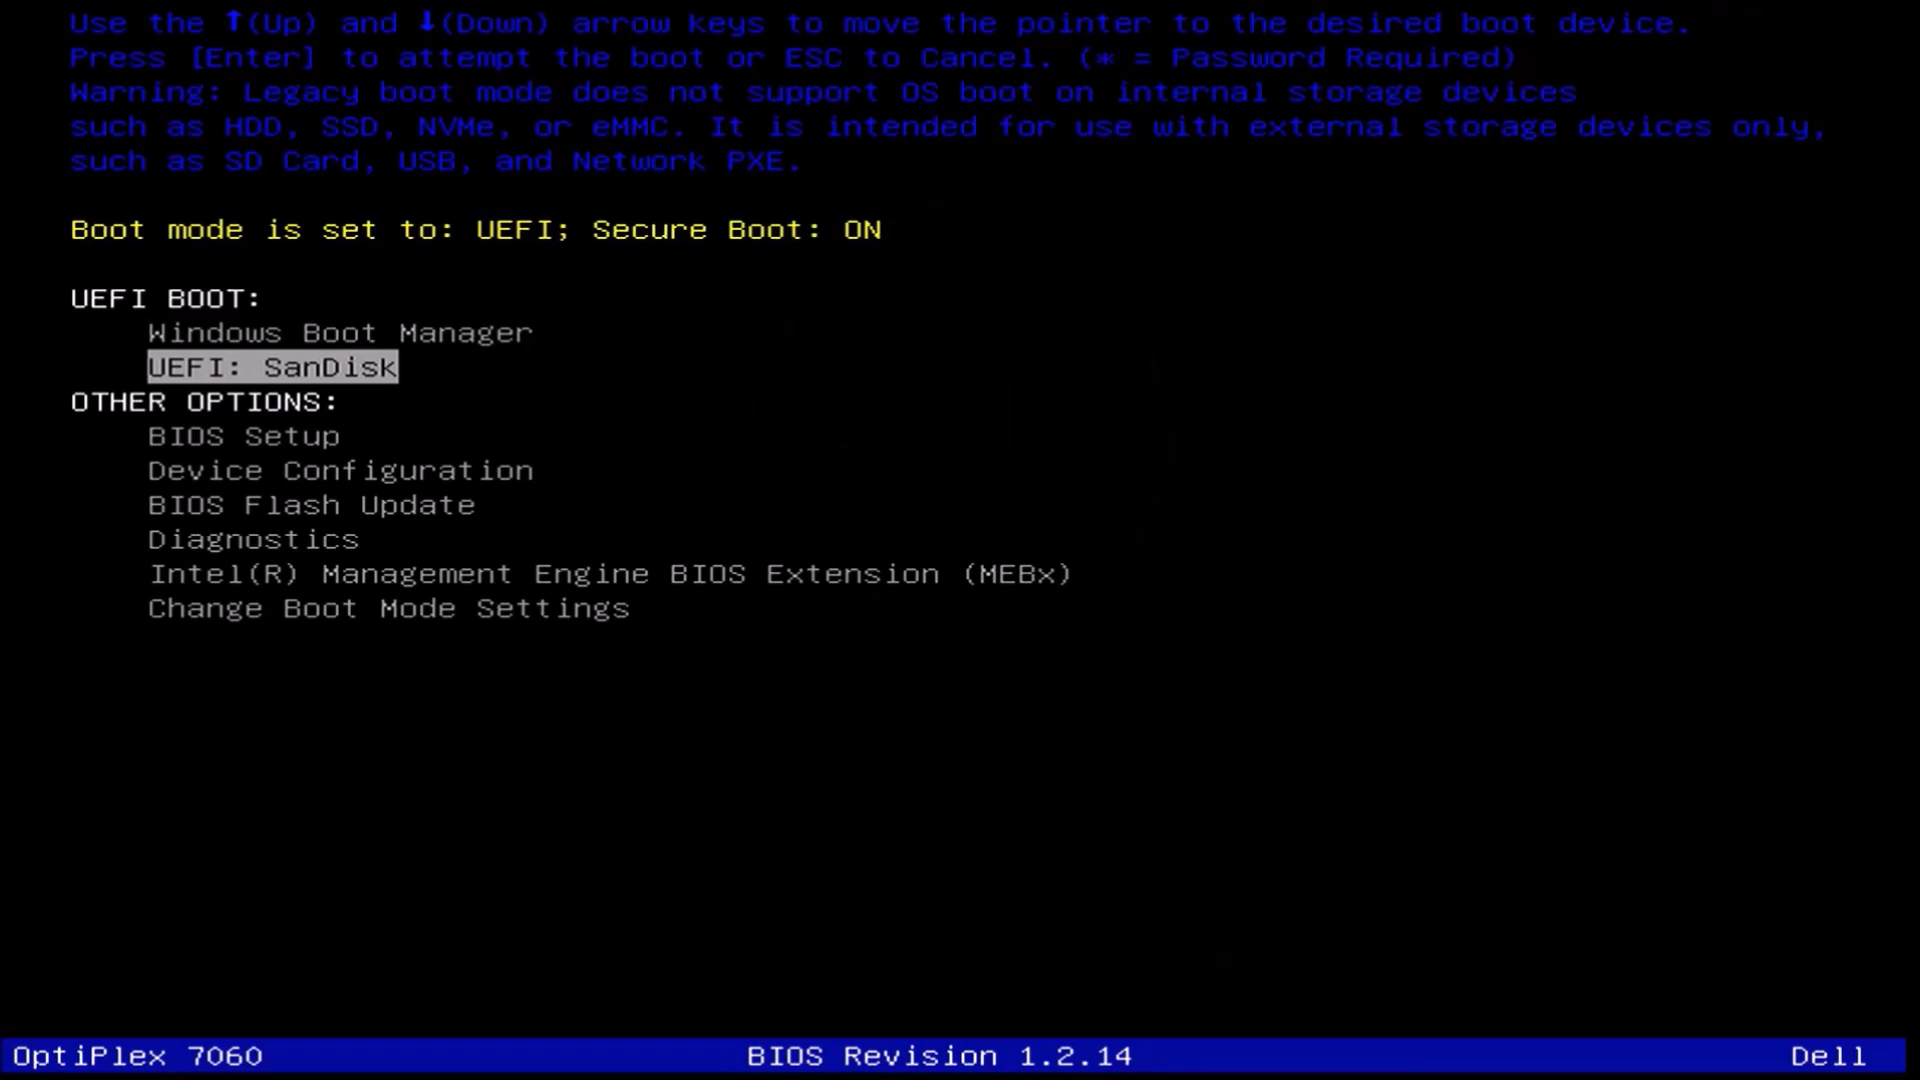 Use the ↑(Up) and ↓(Down) arrow keys to move the pointer to the desired boot device.
Press [Enter] to attempt the boot or ESC to Cancel. (* = Password Required)
Warning: Legacy boot mode does not support OS boot on internal storage devices
such as HDD, SSD, NVMe, or eMMC. It is intended for use with external storage devices only,
such as SD Card, USB, and Network PXE.
Boot mode is set to: UEFI; Secure Boot: ON
UEFI BOOT:
Windows Boot Manager
UEFI: SanDisk
OTHER OPTIONS:
BIOS Setup
Device Configuration
BIOS Flash Update
Diagnostics
Intel(R) Management Engine BIOS Extension (MEBx)
Change Boot Mode Settings
OptiPlex 7060 BIOS Revision 1.2.14 Dell